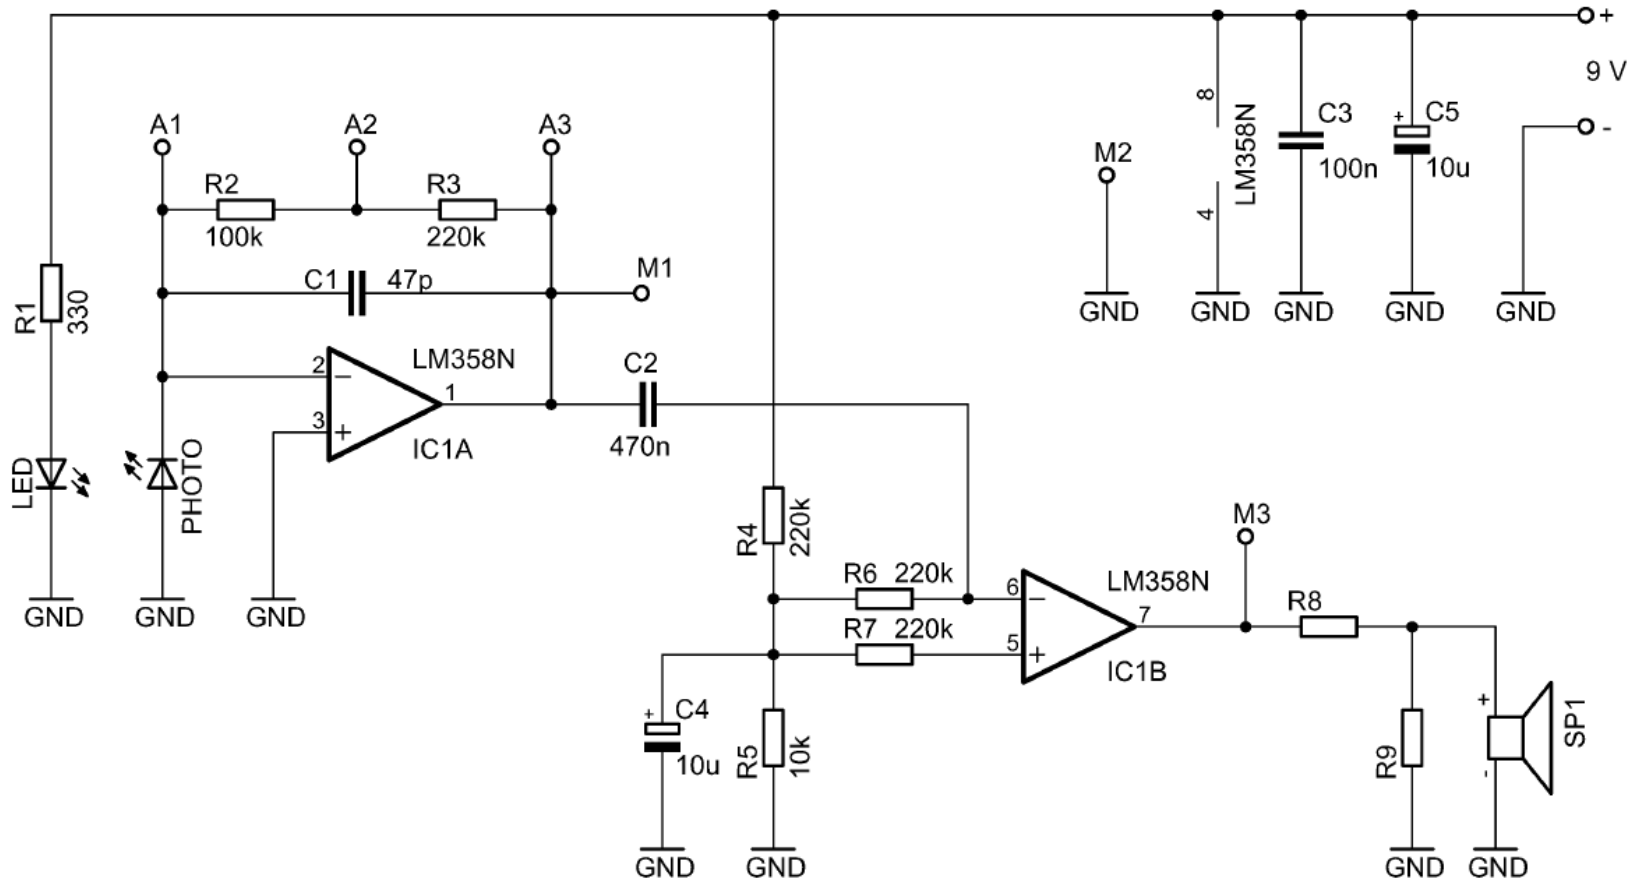 +
9 V
-
A1
A2
A3
R2
100k
R3
220k
C1
47p
M1
R1
330
LM358N
2
-
3
+
1
IC1A
LED
PHOTO
C2
470n
GND
GND
GND
M2
GND
8
4
LM358N
GND
C3
100n
GND
+
C5
10u
GND
GND
R4
220k
R6 220k
R7 220k
6
-
5
+
7
LM358N
IC1B
M3
R8
+
C4
10u
R5
10k
R9
+
-
SP1
GND
GND
GND
GND